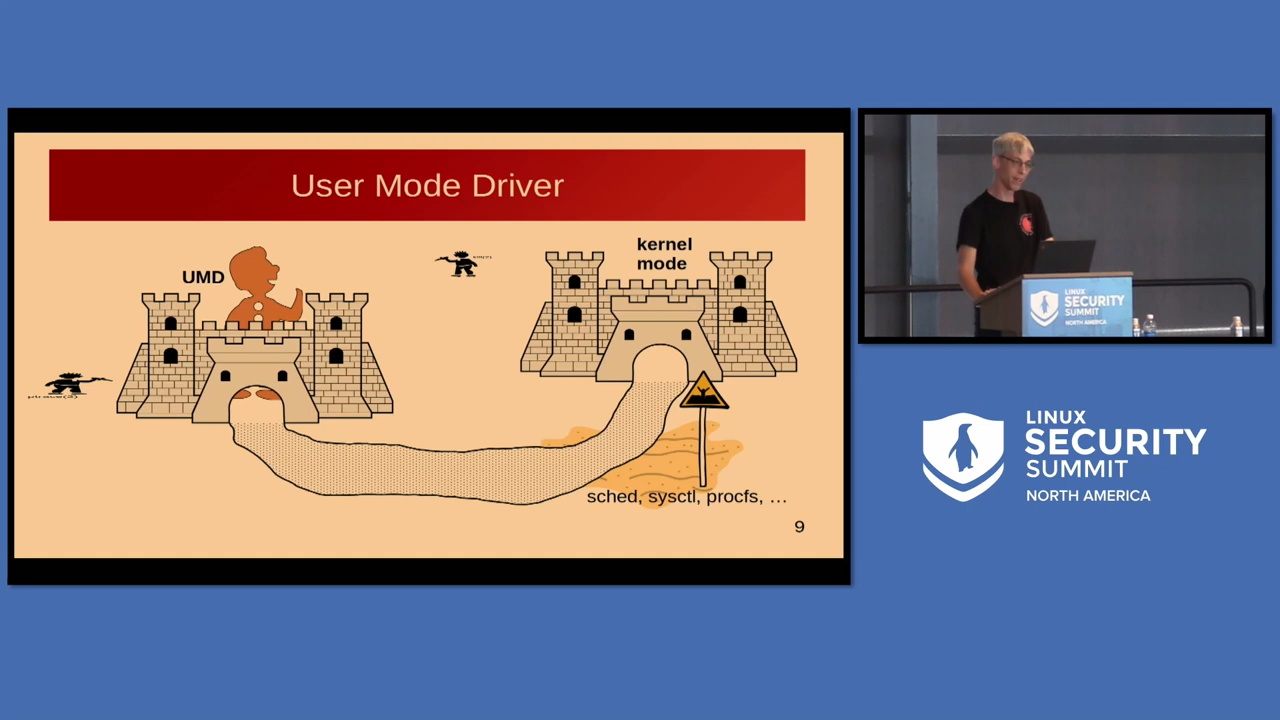 User Mode Driver
UMD
kernel
mode
sched, sysctl, procfs, …
9
LINUX
SECURITY
SUMMIT
NORTH AMERICA
LINUX
SECURITY
SUMMIT
NORTH AMERICA